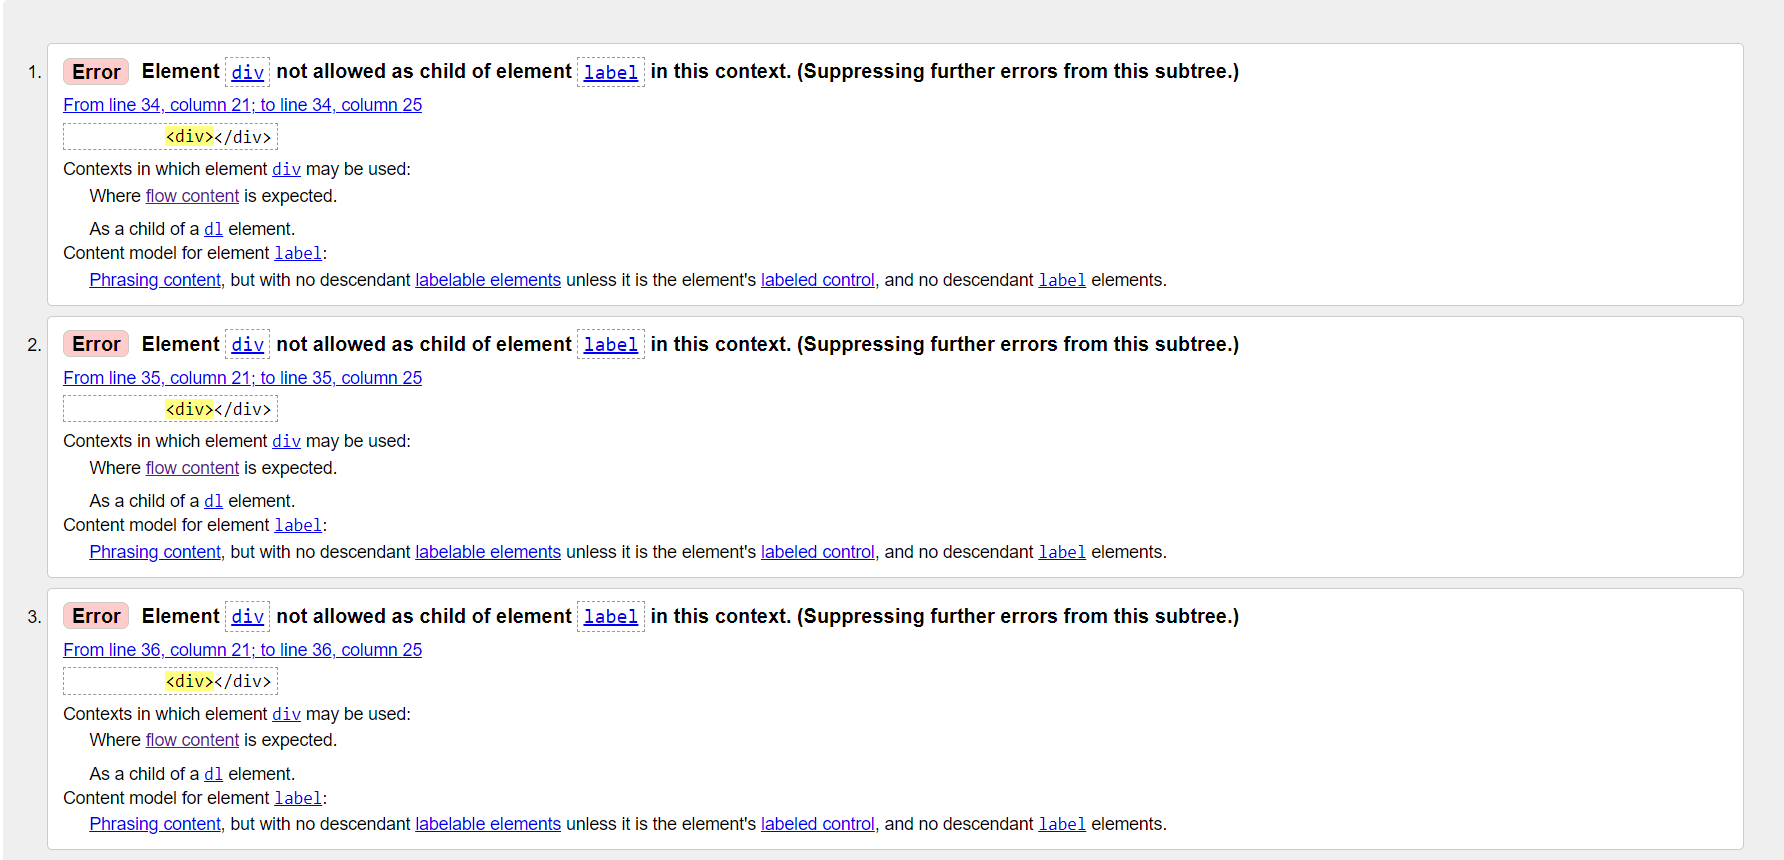 1. Error Element div not allowed as child of element label in this context. (Suppressing further errors from this subtree.)
From line 34, column 21; to line 34, column 25
<div></div>
Contexts in which element div may be used:
Where flow content is expected.
As a child of a dl element.
Content model for element label:
Phrasing content, but with no descendant labelable elements unless it is the element's labeled control, and no descendant label elements.
2. Error Element div not allowed as child of element label in this context. (Suppressing further errors from this subtree.)
From line 35, column 21; to line 35, column 25
<div></div>
Contexts in which element div may be used:
Where flow content is expected.
As a child of a dl element.
Content model for element label:
Phrasing content, but with no descendant labelable elements unless it is the element's labeled control, and no descendant label elements.
3. Error Element div not allowed as child of element label in this context. (Suppressing further errors from this subtree.)
From line 36, column 21; to line 36, column 25
<div></div>
Contexts in which element div may be used:
Where flow content is expected.
As a child of a dl element.
Content model for element label:
Phrasing content, but with no descendant labelable elements unless it is the element's labeled control, and no descendant label elements.